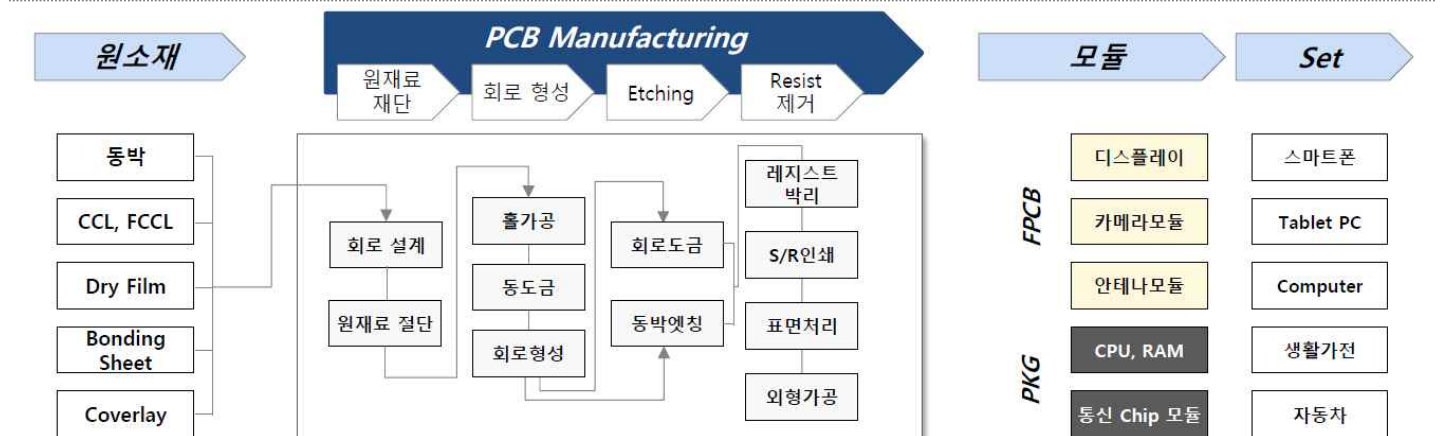 원소재
PCB Manufacturing
원재료
재단
회로 형성
Etching
Resist
제거
모듈
Set
동박
CCL, FCCL
Dry Film
Bonding
Sheet
Coverlay
회로 설계
원재료 절단
홀가공
동도금
회로형성
회로도금
동박엣칭
레지스트
박리
S/R인쇄
표면처리
외형가공
FPCB
PKG
디스플레이
카메라모듈
안테나모듈
CPU, RAM
통신 Chip 모듈
스마트폰
Tablet PC
Computer
생활가전
자동차